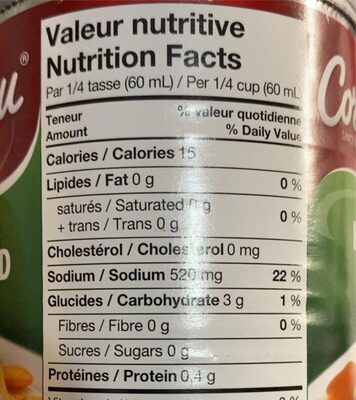 Valeur nutritive
Nutrition Facts
Par 1/4 tasse (60 mL) / Per 1/4 cup (60 mL)
Teneur % valeur quotidienne
Amount % Daily Value
Calories / Calories 15
Lipides / Fat 0 g 0 %
saturés / Saturated 0 g
+ trans / Trans 0 g 0 %
Cholestérol / Cholesterol 0 mg
Sodium / Sodium 520 mg 22 %
Glucides / Carbohydrate 3 g 1 %
Fibres / Fibre 0 g 0 %
Sucres / Sugars 0 g
Protéines / Protein 0,4 g